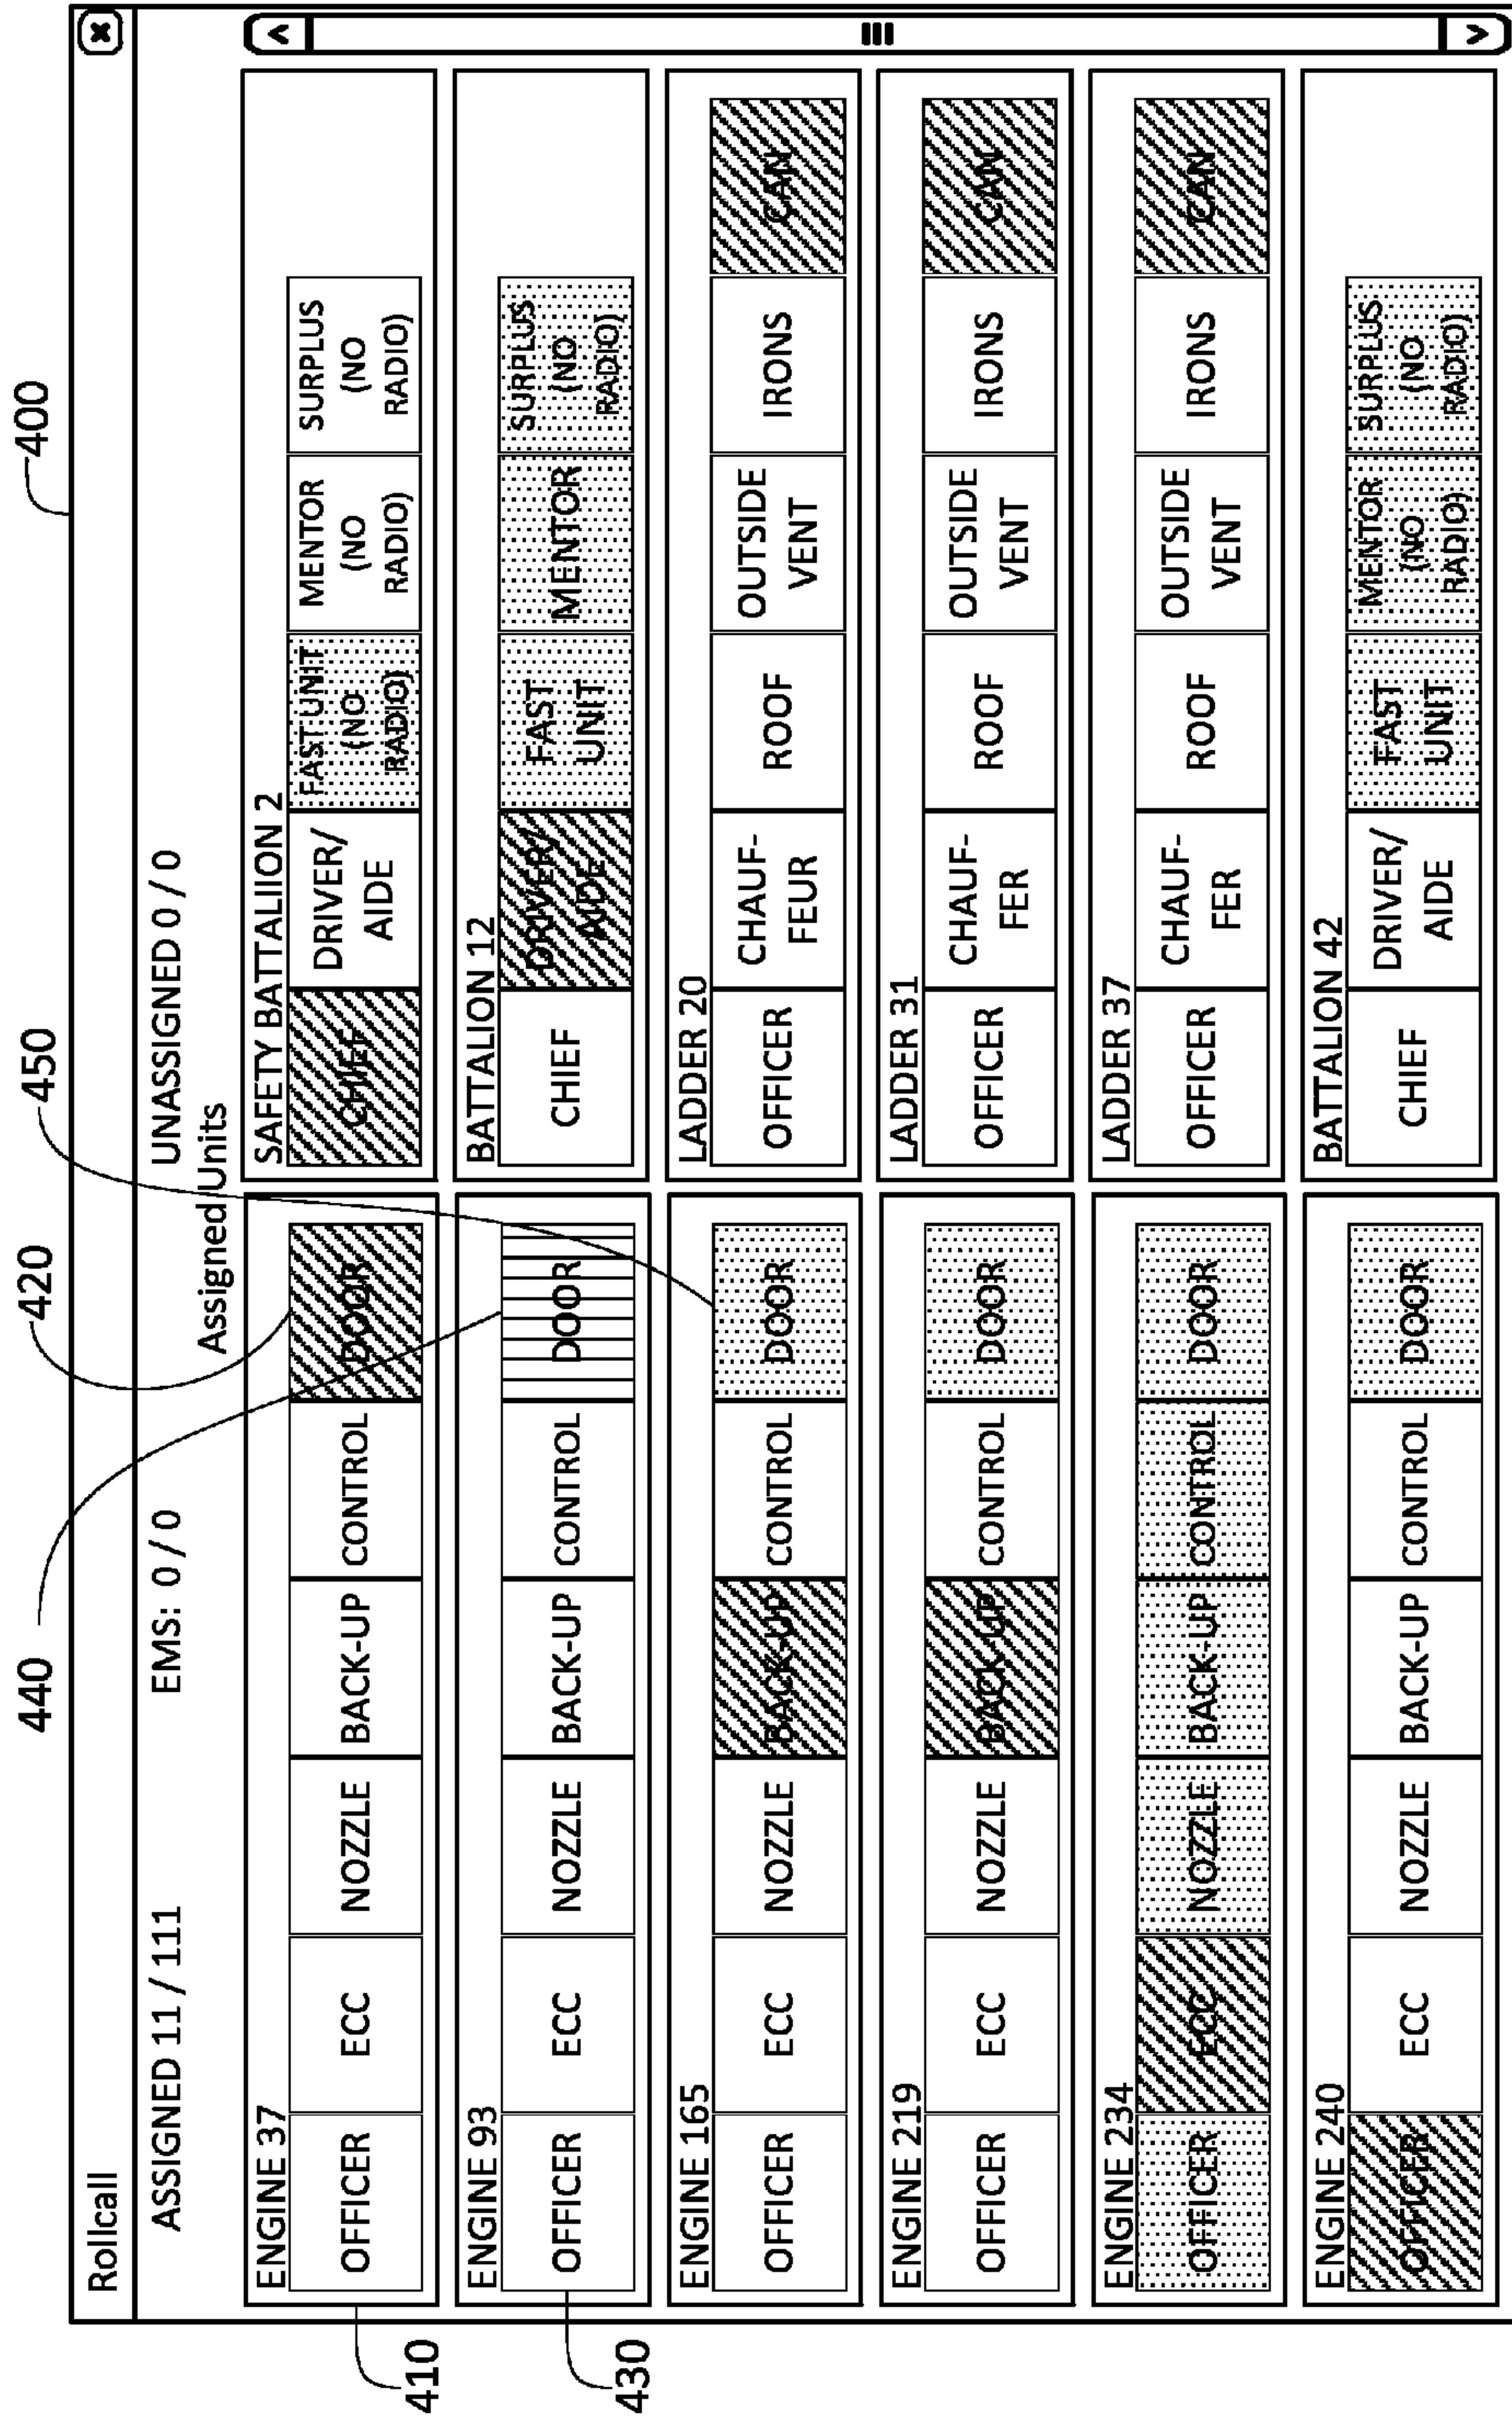 400
Rollcall
ASSIGNED 11 / 111
EMS: 0 / 0
UNASSIGNED 0 / 0
440
420
450
Assigned Units
410
ENGINE 37
OFFICER
ECC
NOZZLE
BACK-UP
CONTROL
DOOR
SAFETY BATTALIION 2
CHIEF
DRIVER/
AIDE
FAST UNIT
(NO
RADIO)
MENTOR
(NO
RADIO)
SURPLUS
(NO
RADIO)
430
ENGINE 93
OFFICER
ECC
NOZZLE
BACK-UP
CONTROL
DOOR
BATTALION 12
CHIEF
DRIVER/
AIDE
FAST
UNIT
MENTOR
SURPLUS
(NO
RADIO)
ENGINE 165
OFFICER
ECC
NOZZLE
BACK-UP
CONTROL
DOOR
LADDER 20
OFFICER
CHAUF-
FEUR
ROOF
OUTSIDE
VENT
IRONS
CAN
ENGINE 219
OFFICER
ECC
NOZZLE
BACK-UP
CONTROL
DOOR
LADDER 31
OFFICER
CHAUF-
FER
ROOF
OUTSIDE
VENT
IRONS
CAN
ENGINE 234
OFFICER
ECC
NOZZLE
BACK-UP
CONTROL
DOOR
LADDER 37
OFFICER
CHAUF-
FER
ROOF
OUTSIDE
VENT
IRONS
CAN
ENGINE 240
OFFICER
ECC
NOZZLE
BACK-UP
CONTROL
DOOR
BATTALION 42
CHIEF
DRIVER/
AIDE
FAST
UNIT
MENTOR
(NO
RADIO)
SURPLUS
(NO
RADIO)